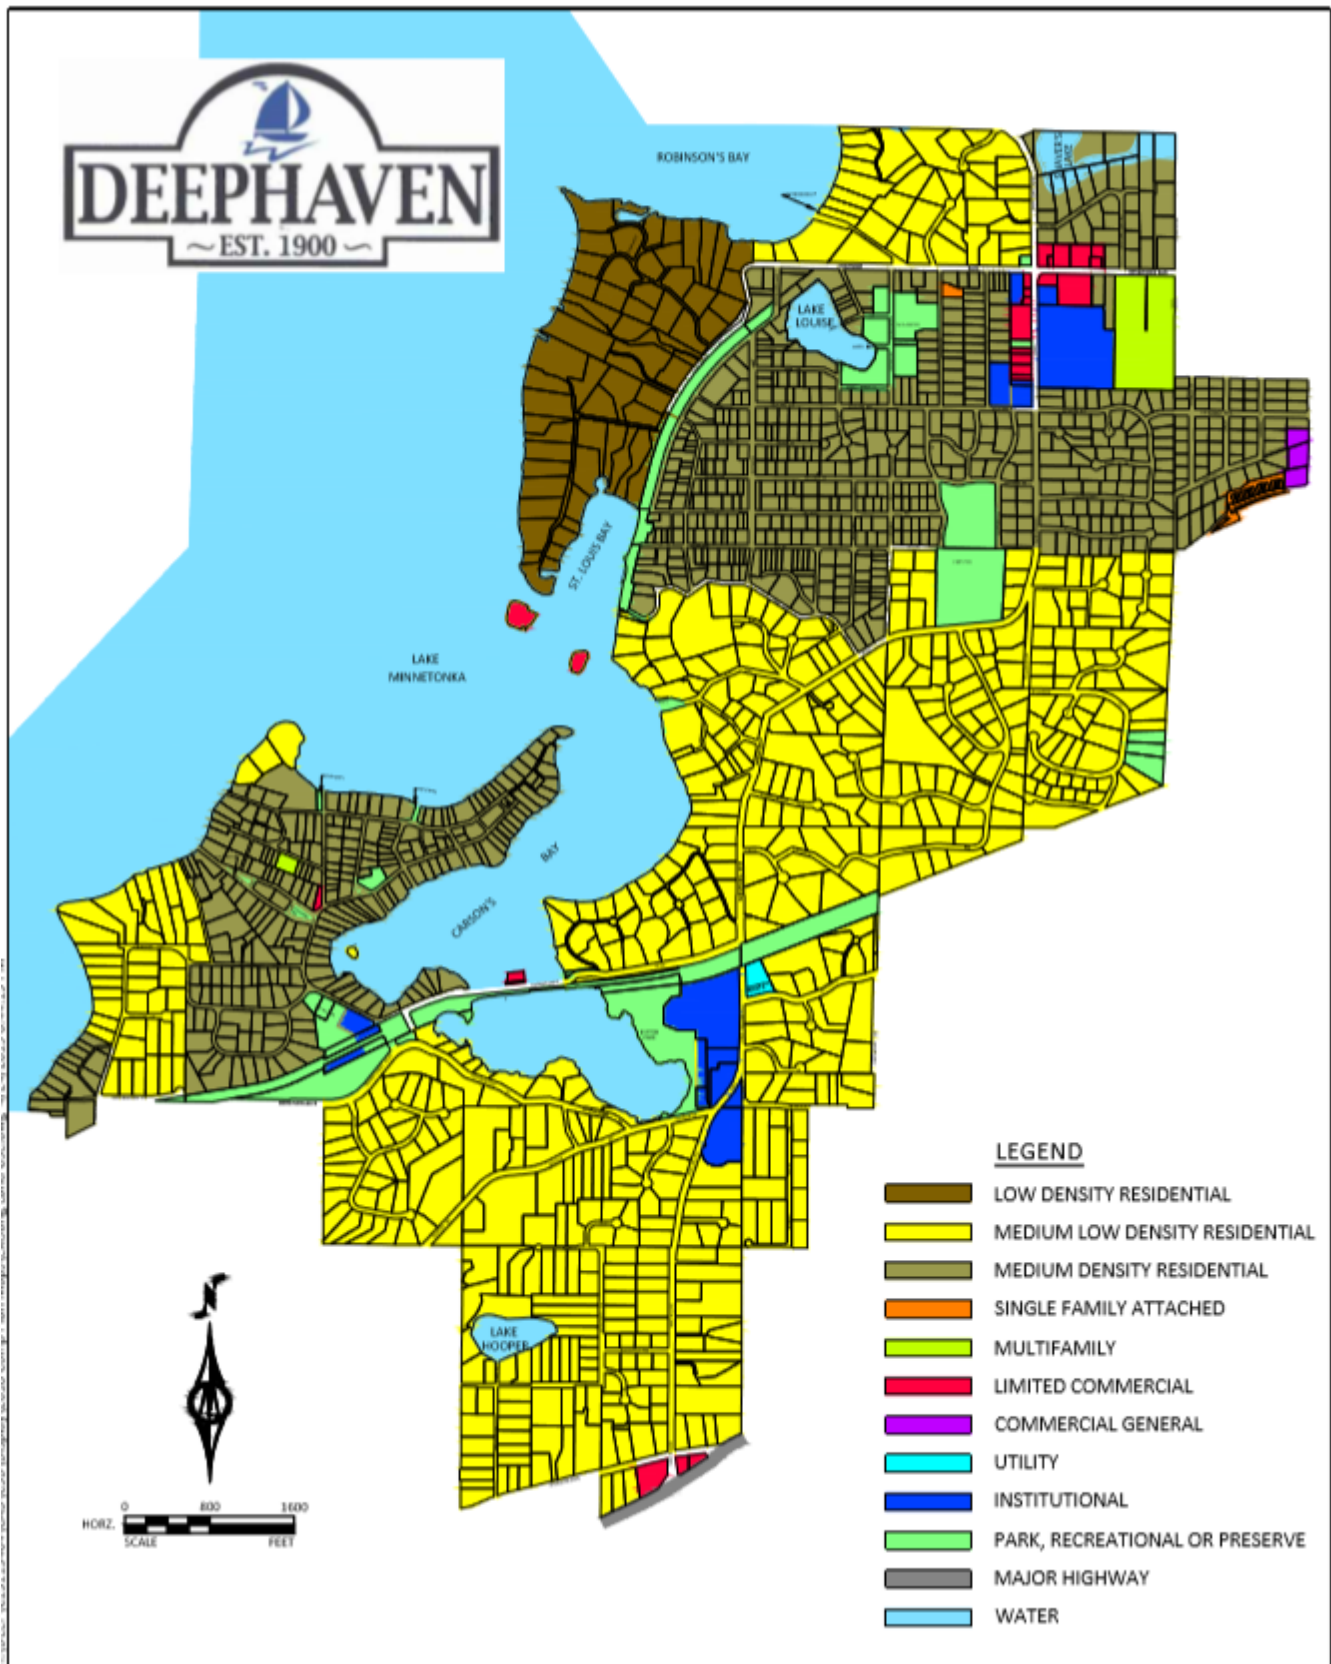 DEEPHAVEN
~ EST. 1900 ~
ROBINSON'S BAY
LAKE
LAKE
LOUISE
ST. LOUIS BAY
LAKE
MINNETONKA
CARSON'S
BAY
LAKE
HOOPER
N
0 800 1600
HORZ.
SCALE FEET
LEGEND
LOW DENSITY RESIDENTIAL
MEDIUM LOW DENSITY RESIDENTIAL
MEDIUM DENSITY RESIDENTIAL
SINGLE FAMILY ATTACHED
MULTIFAMILY
LIMITED COMMERCIAL
COMMERCIAL GENERAL
UTILITY
INSTITUTIONAL
PARK, RECREATIONAL OR PRESERVE
MAJOR HIGHWAY
WATER